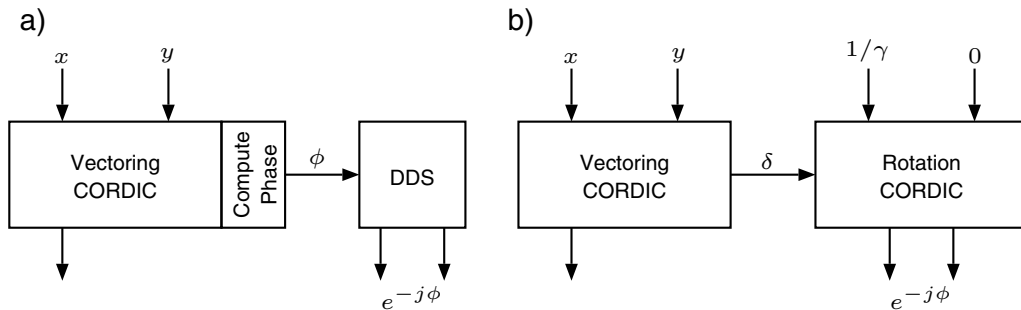 a)
x y
Vectoring
CORDIC
Compute
Phase
ϕ
DDS
e^{−jϕ}
b)
x y
1/γ 0
Vectoring
CORDIC
δ
Rotation
CORDIC
e^{−jϕ}